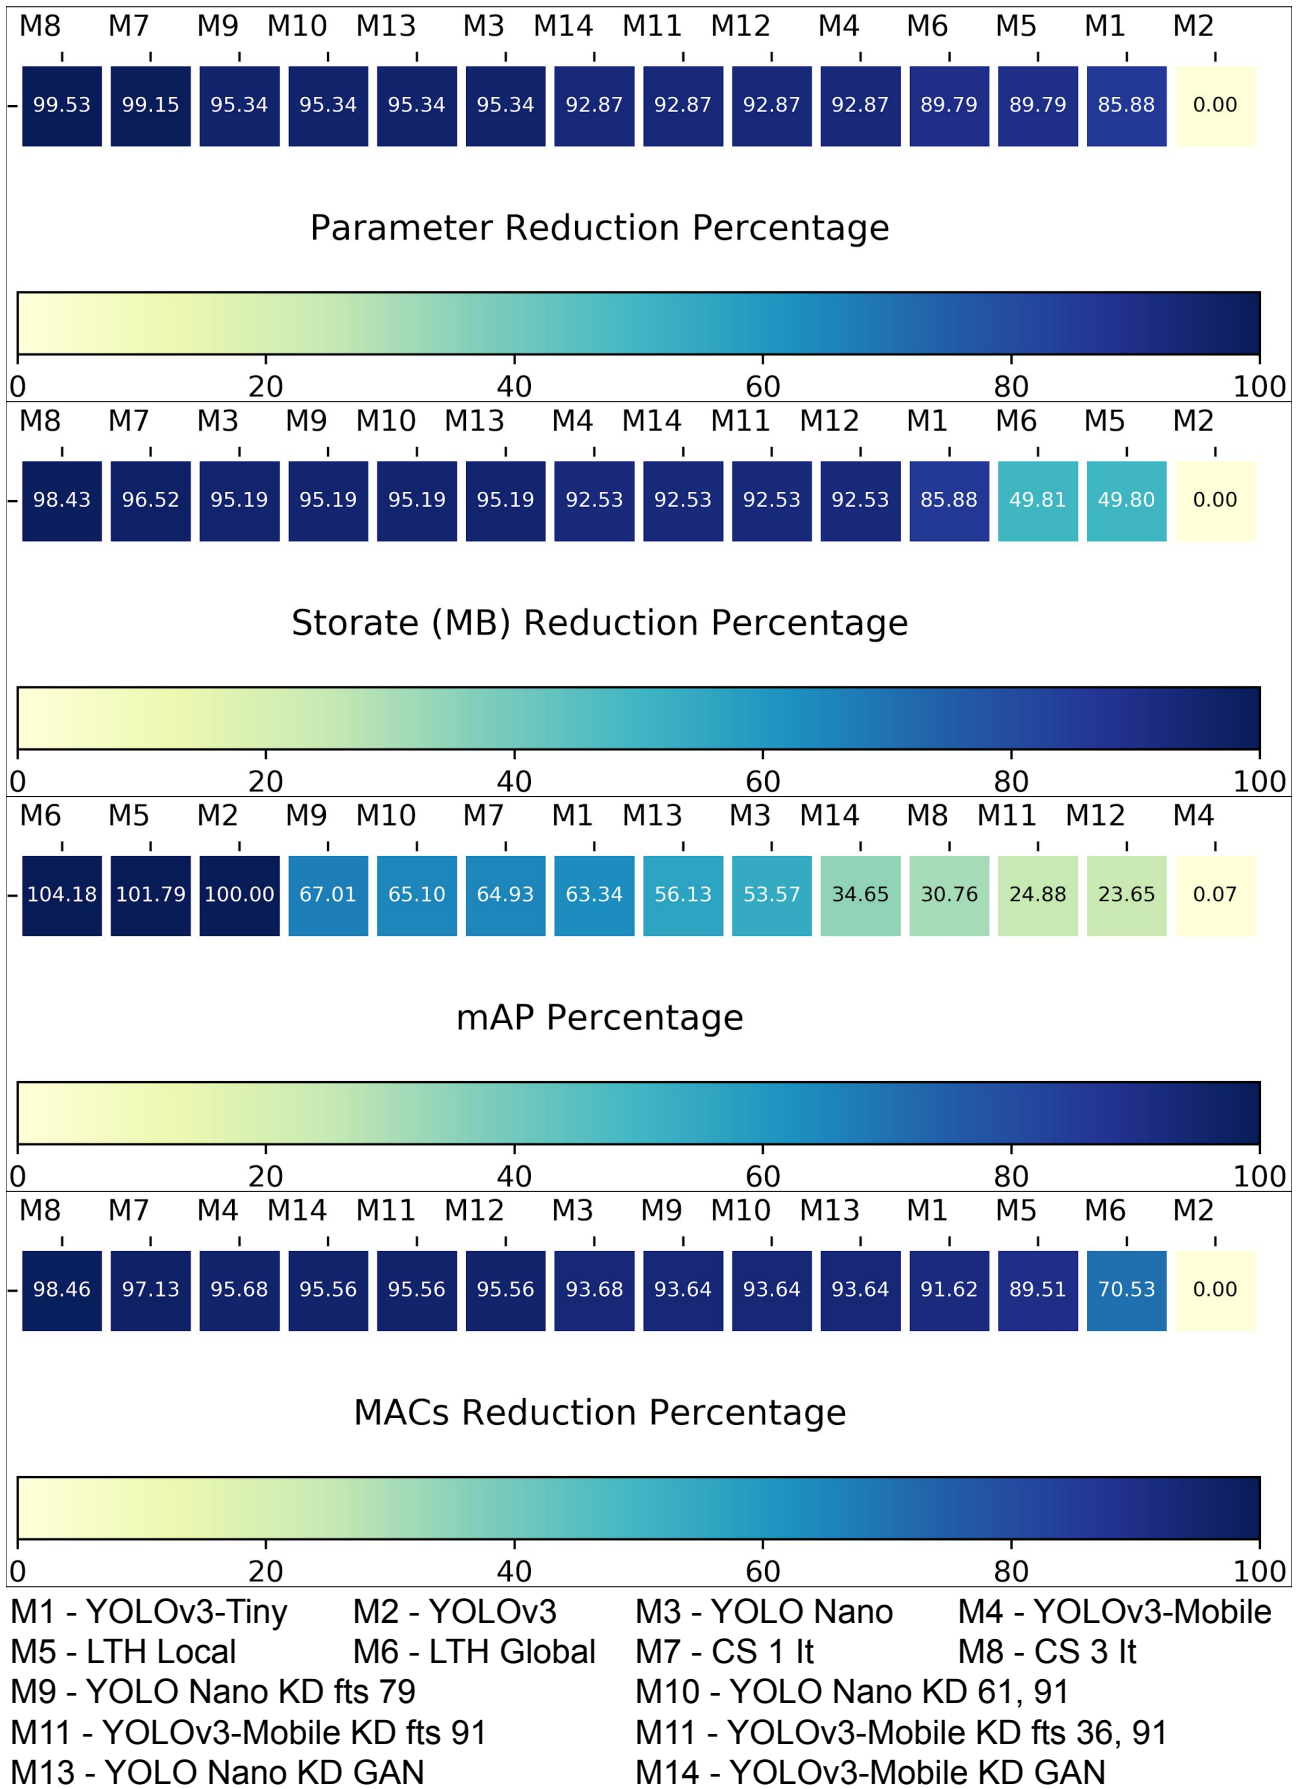 M8 M7 M9 M10 M13 M3 M14 M11 M12 M4 M6 M5 M1 M2
99.53 99.15 95.34 95.34 95.34 95.34 92.87 92.87 92.87 92.87 89.79 89.79 85.88 0.00
Parameter Reduction Percentage
0 20 40 60 80 100
M8 M7 M3 M9 M10 M13 M4 M14 M11 M12 M1 M6 M5 M2
98.43 96.52 95.19 95.19 95.19 95.19 92.53 92.53 92.53 92.53 85.88 49.81 49.80 0.00
Storate (MB) Reduction Percentage
0 20 40 60 80 100
M6 M5 M2 M9 M10 M7 M1 M13 M3 M14 M8 M11 M12 M4
104.18 101.79 100.00 67.01 65.10 64.93 63.34 56.13 53.57 34.65 30.76 24.88 23.65 0.07
mAP Percentage
0 20 40 60 80 100
M8 M7 M4 M14 M11 M12 M3 M9 M10 M13 M1 M5 M6 M2
98.46 97.13 95.68 95.56 95.56 95.56 93.68 93.64 93.64 93.64 91.62 89.51 70.53 0.00
MACs Reduction Percentage
0 20 40 60 80 100
M1 - YOLOv3-Tiny M2 - YOLOv3 M3 - YOLO Nano M4 - YOLOv3-Mobile
M5 - LTH Local M6 - LTH Global M7 - CS 1 It M8 - CS 3 It
M9 - YOLO Nano KD fts 79 M10 - YOLO Nano KD 61, 91
M11 - YOLOv3-Mobile KD fts 91 M11 - YOLOv3-Mobile KD fts 36, 91
M13 - YOLO Nano KD GAN M14 - YOLOv3-Mobile KD GAN